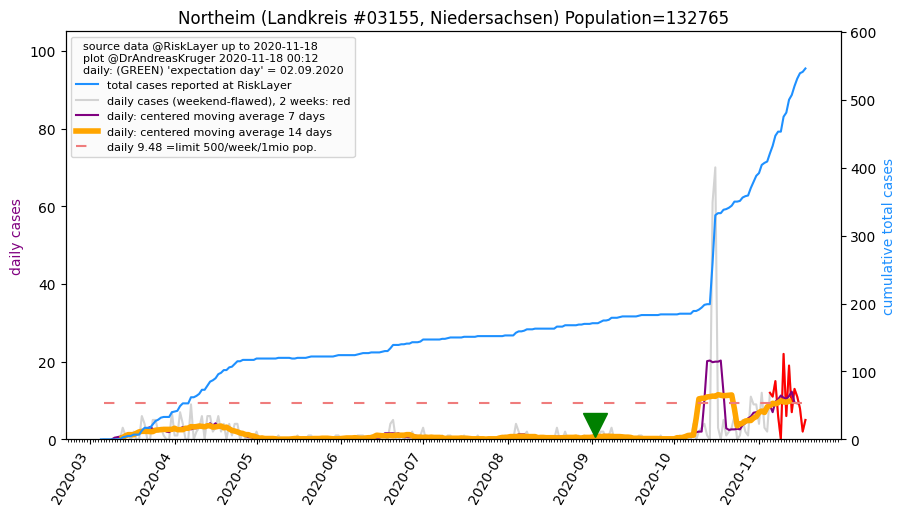 Northeim (Landkreis #03155, Niedersachsen) Population=132765
source data @RiskLayer up to 2020-11-18
plot @DrAndreasKruger 2020-11-18 00:12
daily: (GREEN) 'expectation day' = 02.09.2020
total cases reported at RiskLayer
daily cases (weekend-flawed), 2 weeks: red
daily: centered moving average 7 days
daily: centered moving average 14 days
daily 9.48 =limit 500/week/1mio pop.
daily cases
100
80
60
40
20
0
cumulative total cases
600
500
400
300
200
100
0
2020-03
2020-04
2020-05
2020-06
2020-07
2020-08
2020-09
2020-10
2020-11